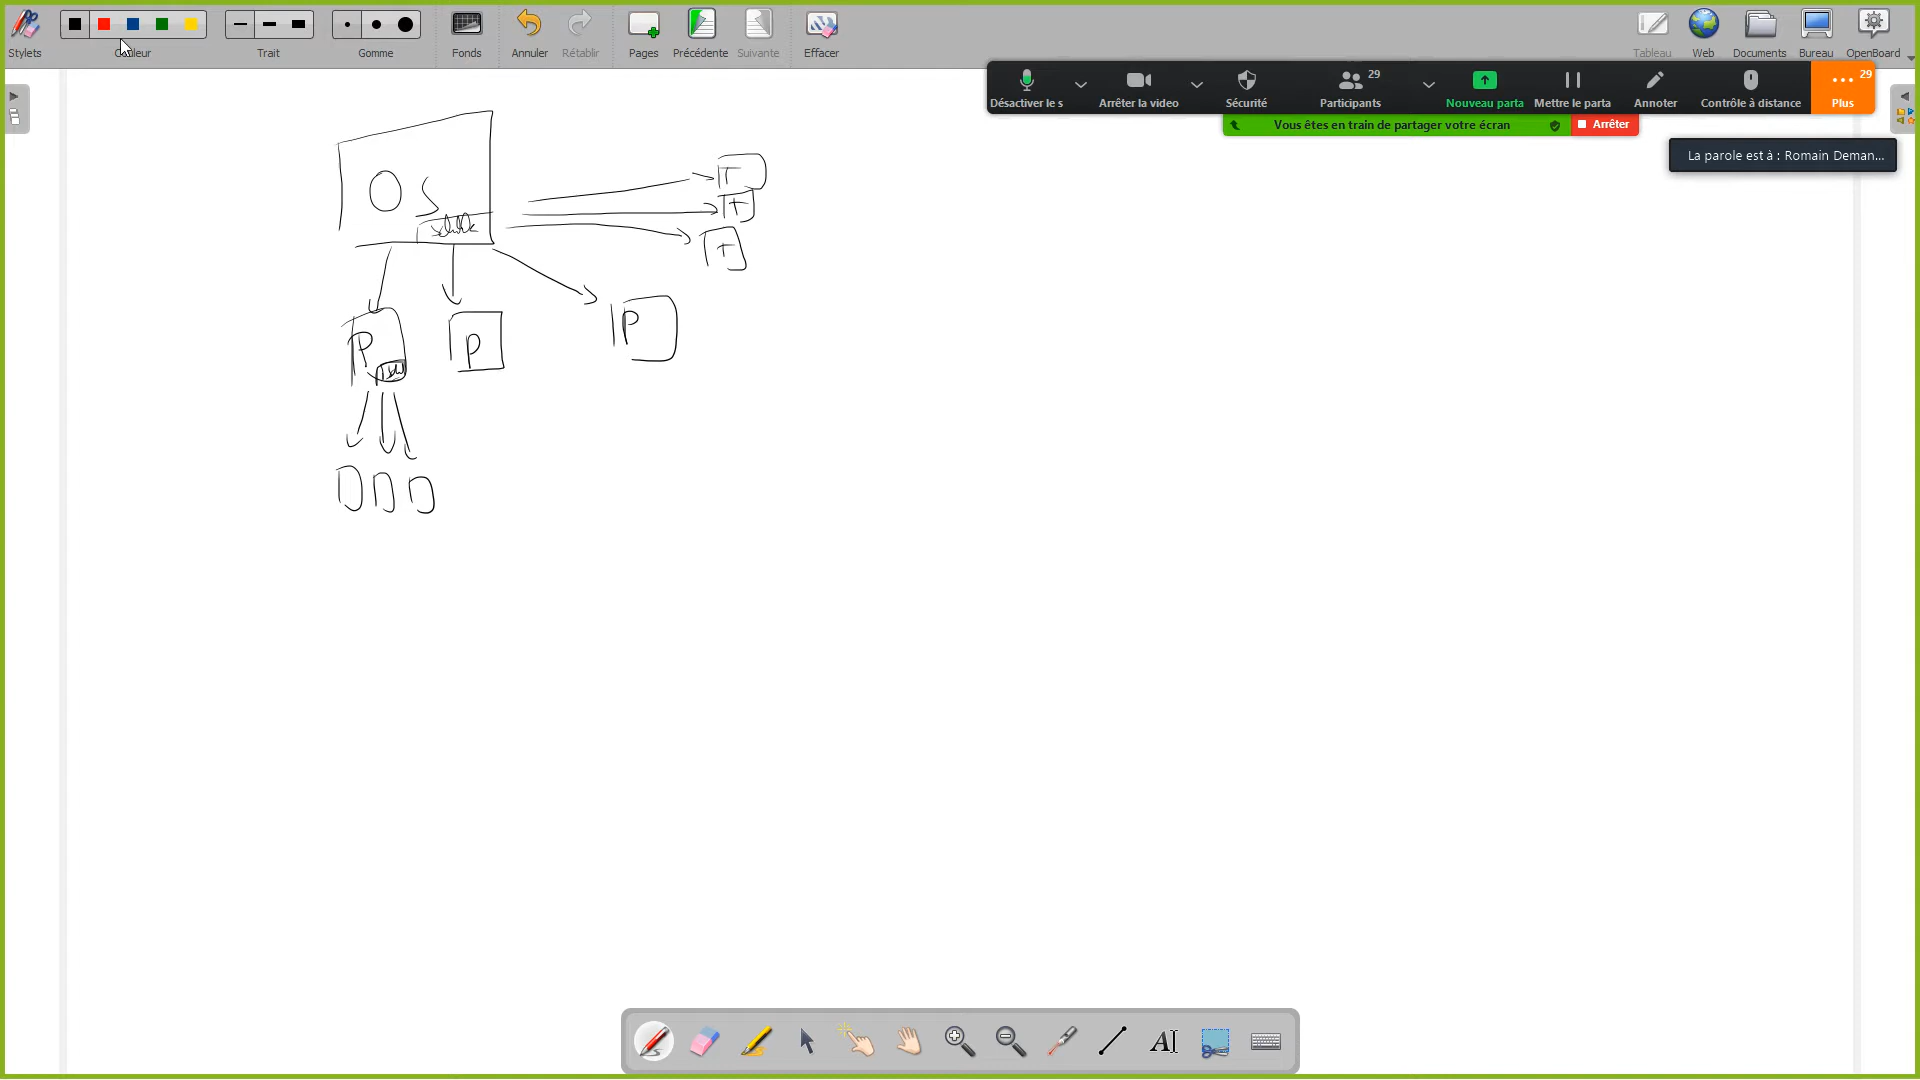 Stylets
Couleur
Trait
Gomme
Fonds
Annuler
Rétablir
Pages
Précédente
Suivante
Effacer
Tableau
Web
Documents
Bureau
OpenBoard
Désactiver le s
Arrêter la video
Sécurité
Participants
29
Nouveau parta
Mettre le parta
Annoter
Contrôle à distance
Plus
29
Vous êtes en train de partager votre écran
Arrêter
La parole est à : Romain Deman...
OS
T
T
T
P
P
P
AI